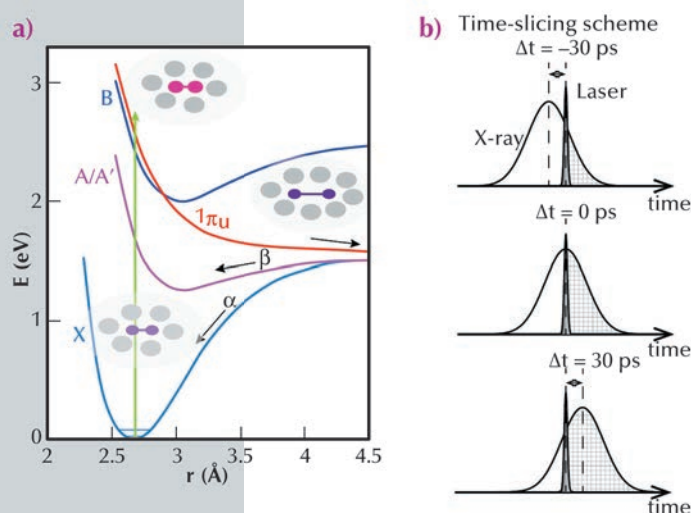 a)
3
2
1
0
E (eV)
B
A/A′
1πu
β
α
X
2
2.5
3
3.5
4
4.5
r (Å)
b)
Time-slicing scheme
Δt = –30 ps
Laser
X-ray
time
Δt = 0 ps
time
Δt = 30 ps
time